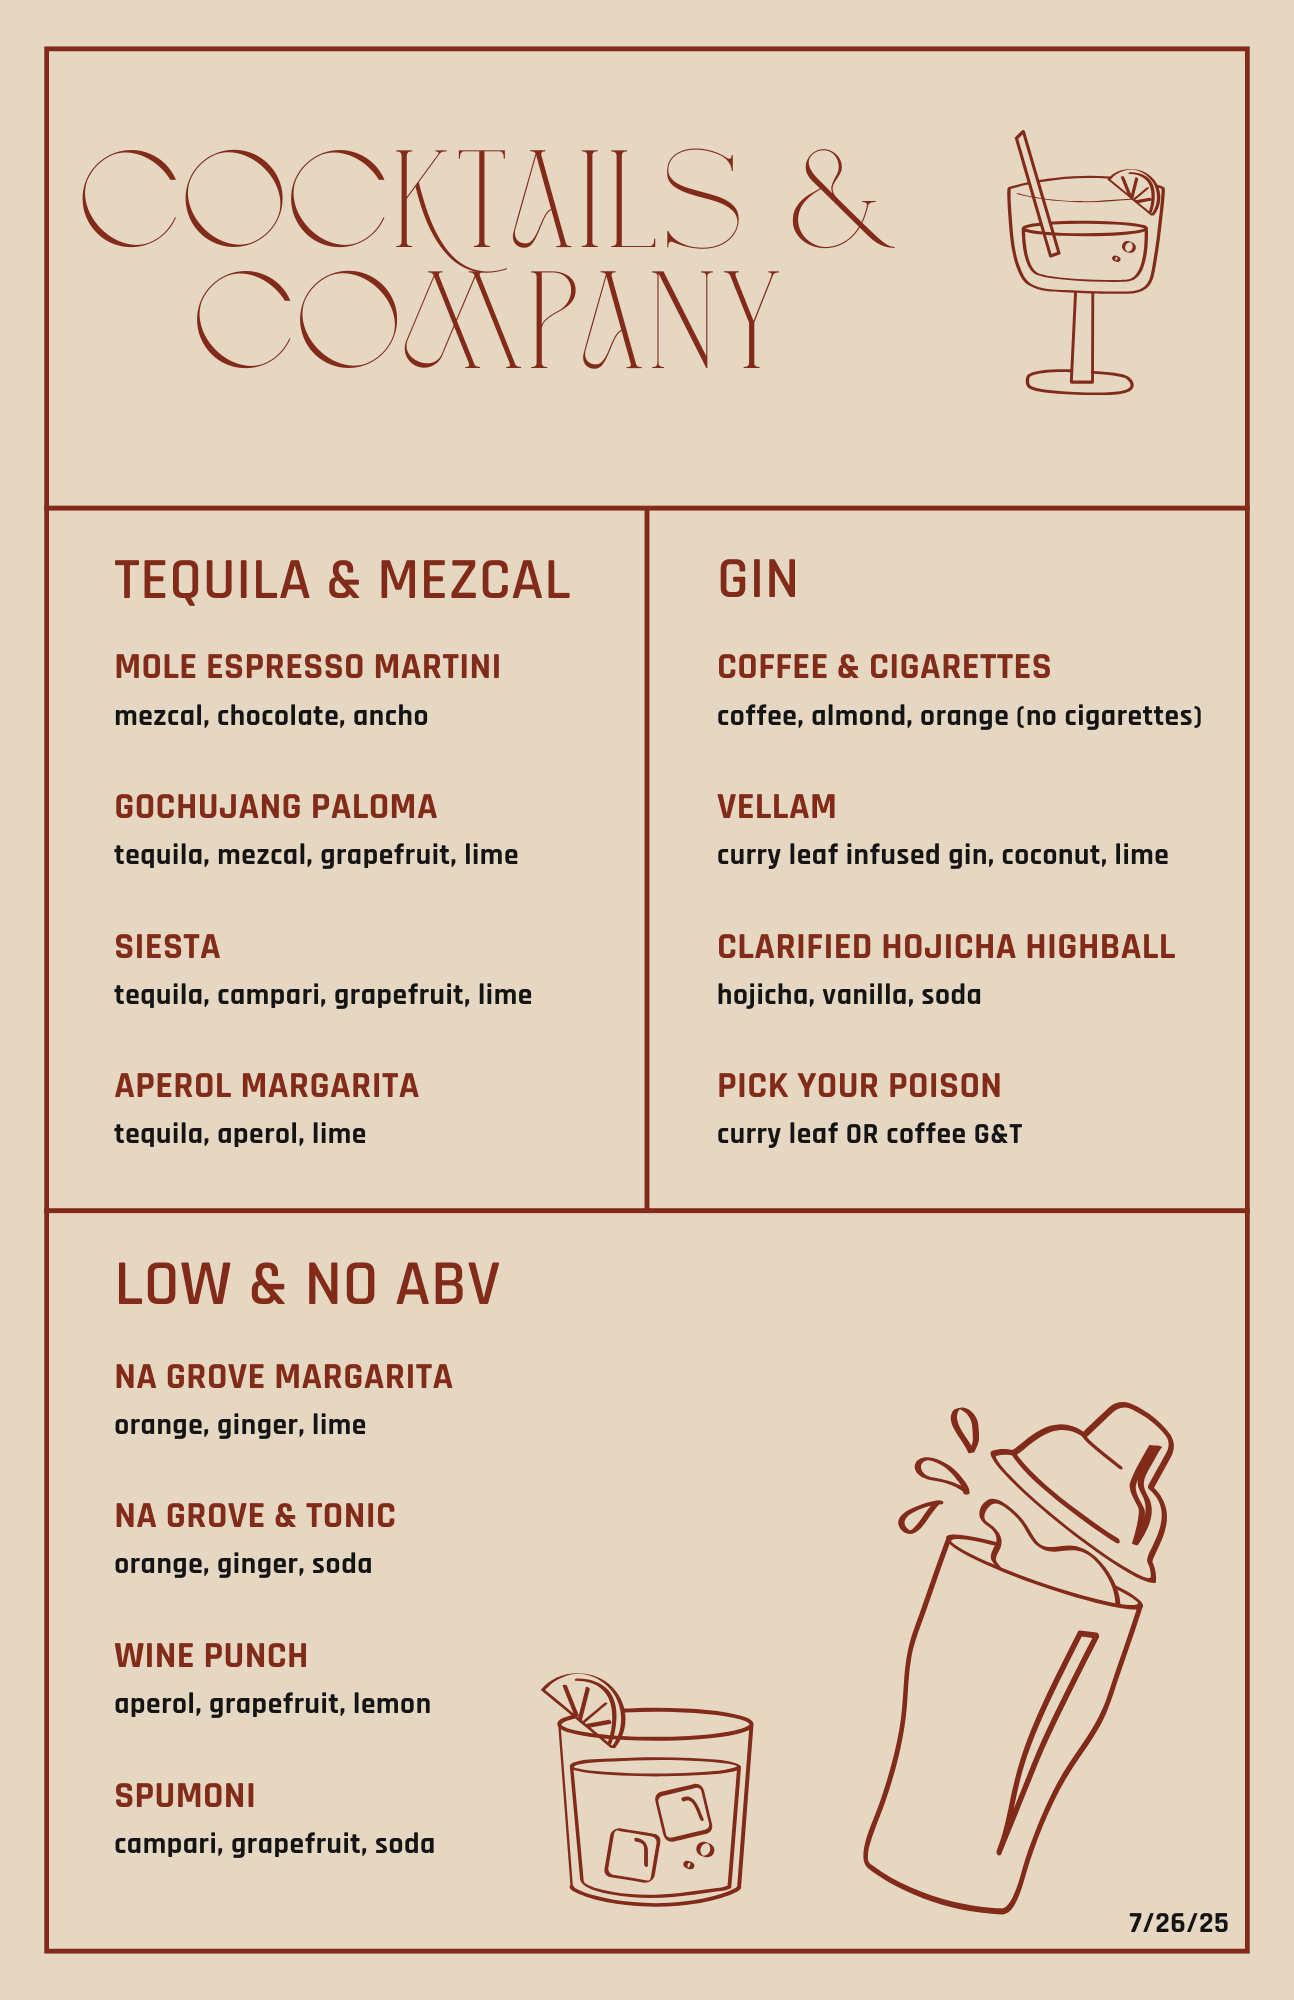 COCKTAILS &
COMPANY
TEQUILA & MEZCAL
MOLE ESPRESSO MARTINI
mezcal, chocolate, ancho
GOCHUJANG PALOMA
tequila, mezcal, grapefruit, lime
SIESTA
tequila, campari, grapefruit, lime
APEROL MARGARITA
tequila, aperol, lime
GIN
COFFEE & CIGARETTES
coffee, almond, orange (no cigarettes)
VELLAM
curry leaf infused gin, coconut, lime
CLARIFIED HOJICHA HIGHBALL
hojicha, vanilla, soda
PICK YOUR POISON
curry leaf OR coffee G&T
LOW & NO ABV
NA GROVE MARGARITA
orange, ginger, lime
NA GROVE & TONIC
orange, ginger, soda
WINE PUNCH
aperol, grapefruit, lemon
SPUMONI
campari, grapefruit, soda
7/26/25